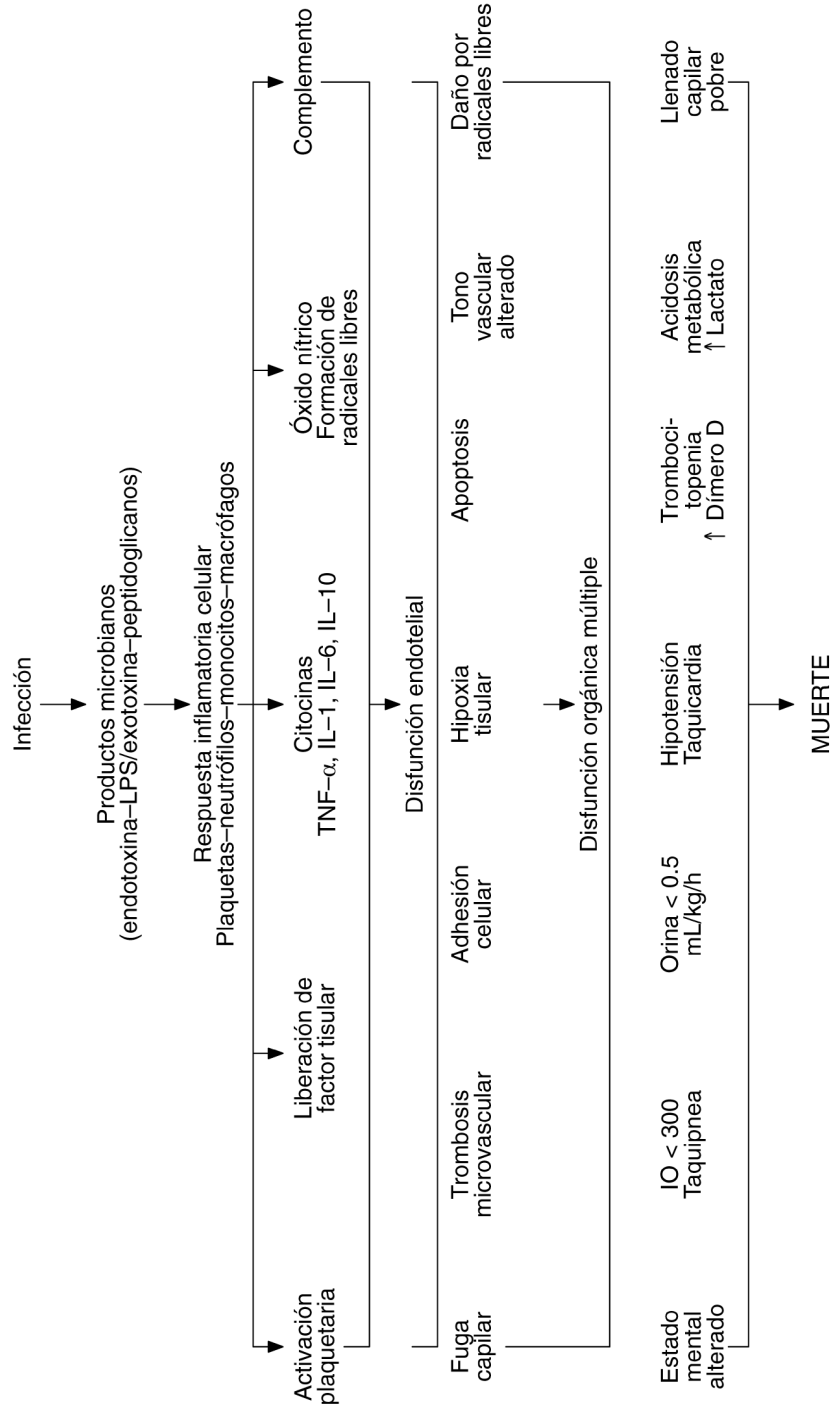 Infección
Productos microbianos
(endotoxina–LPS/exotoxina–peptidoglicanos)
Respuesta inflamatoria celular
Plaquetas–neutrófilos–monocitos–macrófagos
Activación
plaquetaria
Liberación de
factor tisular
Citocinas
TNF–α, IL–1, IL–6, IL–10
Óxido nítrico
Formación de
radicales libres
Complemento
Disfunción endotelial
Fuga
capilar
Trombosis
microvascular
Adhesión
celular
Hipoxia
tisular
Apoptosis
Tono
vascular
alterado
Daño por
radicales libres
Disfunción orgánica múltiple
Estado
mental
alterado
IO < 300
Taquipnea
Orina < 0.5
mL/kg/h
Hipotensión
Taquicardia
Tromboci-
topenia
↑ Dímero D
Acidosis
metabólica
↑ Lactato
Llenado
capilar
pobre
MUERTE